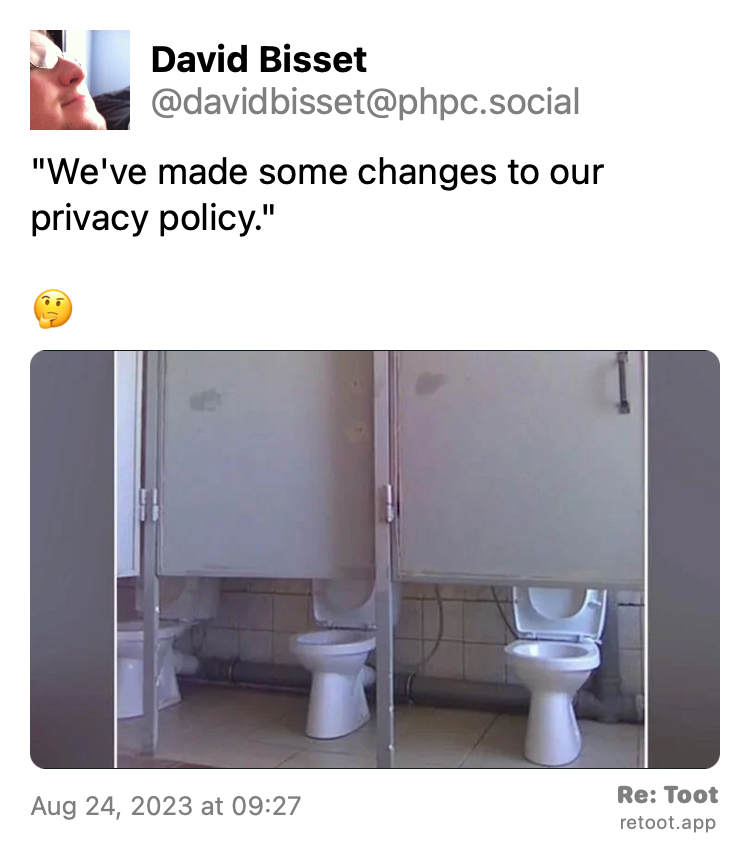 David Bisset
@davidbisset@phpc.social
"We've made some changes to our
privacy policy."
🤔
Aug 24, 2023 at 09:27
Re: Toot
retoot.app